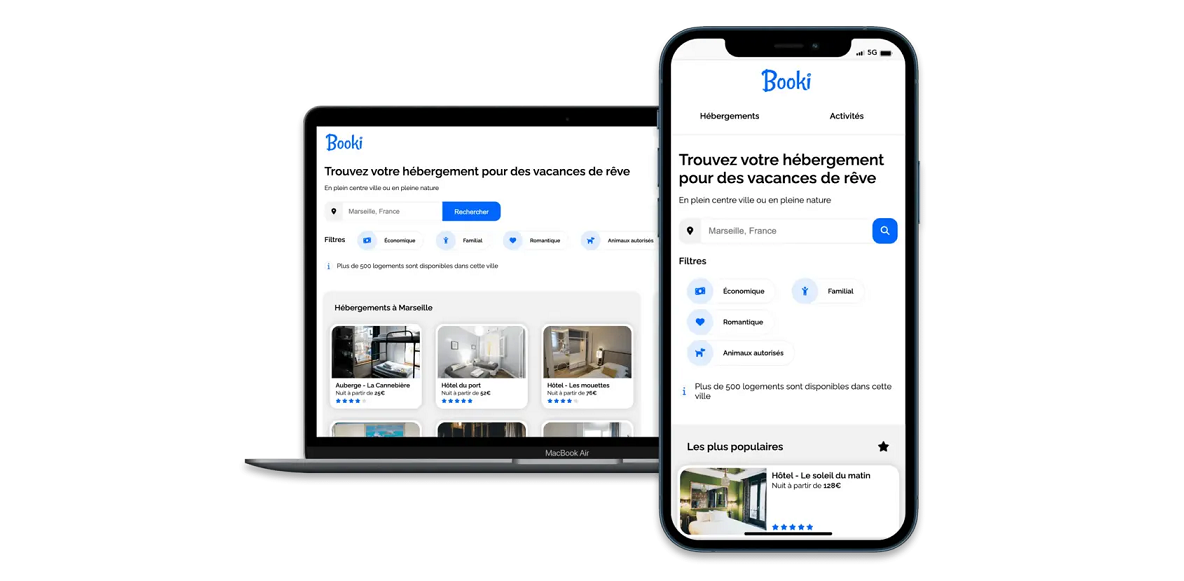 Booki
Trouvez votre hébergement pour des vacances de rêve
En plein centre ville ou en pleine nature
Marseille, France
Rechercher
Filtres
Économique
Familial
Romantique
Animaux autorisés
Plus de 500 logements sont disponibles dans cette ville
Hébergements à Marseille
Auberge - La Cannebière
Nuit à partir de 25€
Hôtel du port
Nuit à partir de 52€
Hôtel - Les mouettes
Nuit à partir de 76€
MacBook Air
5G
Booki
Hébergements
Activités
Trouvez votre hébergement
pour des vacances de rêve
En plein centre ville ou en pleine nature
Marseille, France
Filtres
Économique
Familial
Romantique
Animaux autorisés
Plus de 500 logements sont disponibles dans cette
ville
Les plus populaires
Hôtel - Le soleil du matin
Nuit à partir de 128€